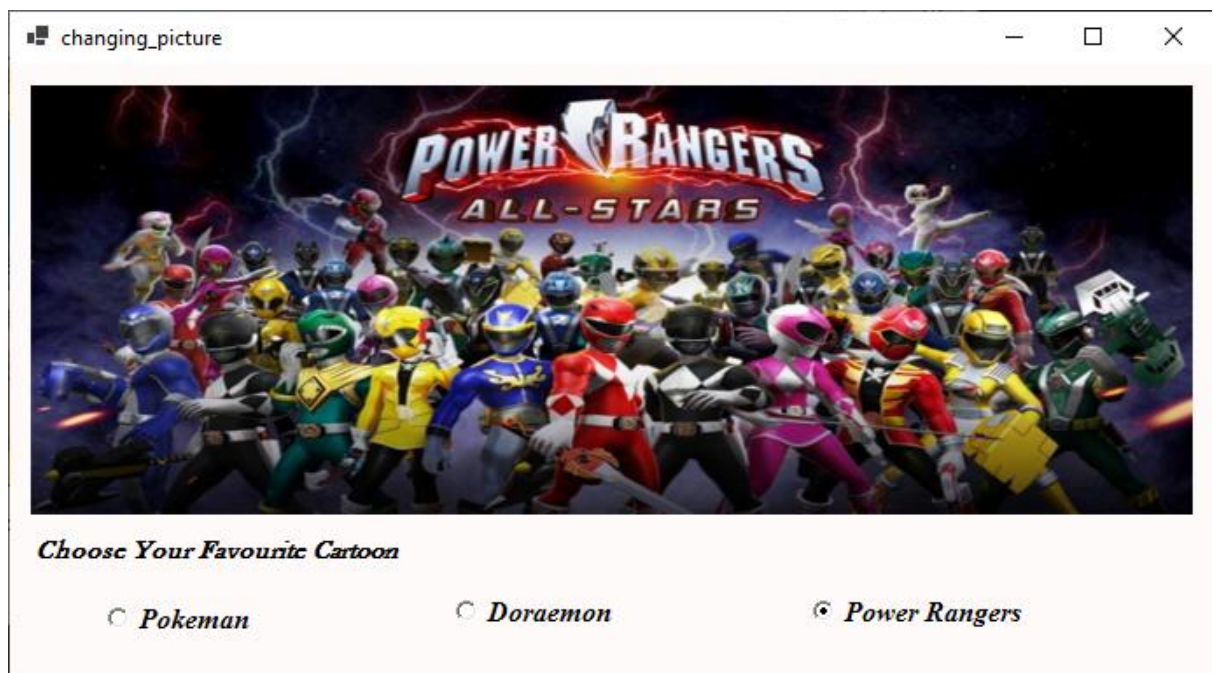 changing_picture
POWER RANGERS
ALL-STARS
Choose Your Favourite Cartoon
Pokeman
Doraemon
Power Rangers